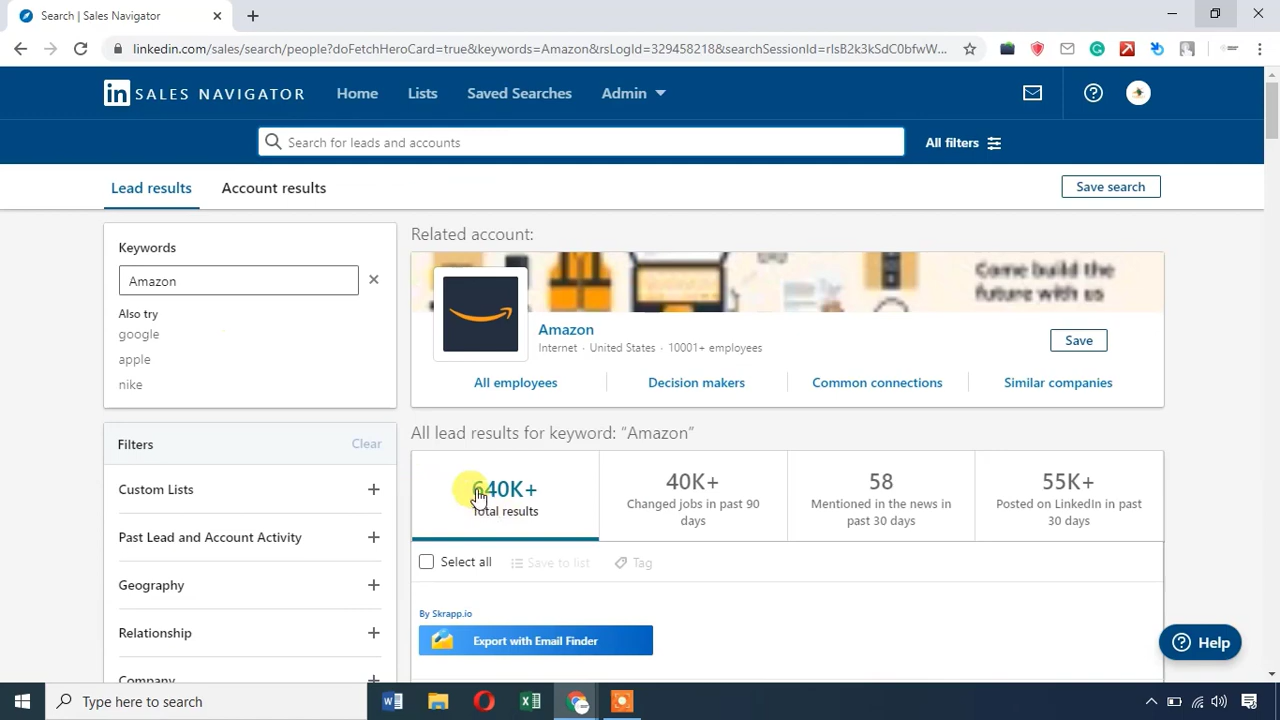 Search | Sales Navigator
linkedin.com/sales/search/people?doFetchHeroCard=true&keywords=Amazon&rsLogId=329458218&searchSessionId=rIsB2k3kSdC0bfwW...
in SALES NAVIGATOR Home Lists Saved Searches Admin
Search for leads and accounts
All filters
Lead results Account results
Save search
Keywords
Amazon
Also try
google
apple
nike
Related account:
Come build the
future with us
Amazon
Internet · United States · 10001+ employees
Save
All employees Decision makers Common connections Similar companies
Filters Clear
Custom Lists
Past Lead and Account Activity
Geography
Relationship
Company
All lead results for keyword: “Amazon”
640K+
Total results
40K+
Changed jobs in past 90
days
58
Mentioned in the news in
past 30 days
55K+
Posted on LinkedIn in past
30 days
Select all Save to list Tag
By Skrapp.io
Export with Email Finder
Help
Type here to search